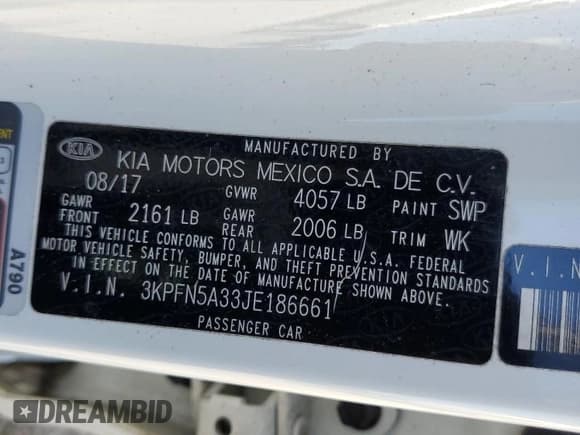 MANUFACTURED BY
KIA KIA MOTORS MEXICO S.A. DE C.V.
08/17 GVWR 4057 LB PAINT SWP
GAWR FRONT 2161 LB GAWR REAR 2006 LB TRIM WK
THIS VEHICLE CONFORMS TO ALL APPLICABLE U.S.A. FEDERAL
MOTOR VEHICLE SAFETY, BUMPER, AND THEFT PREVENTION STANDARDS
IN EFFECT ON THE DATE OF MANUFACTURE SHOWN ABOVE.
V.I.N. 3KPFN5A33JE186661
PASSENGER CAR
A790
V.I.N
DREAMBID